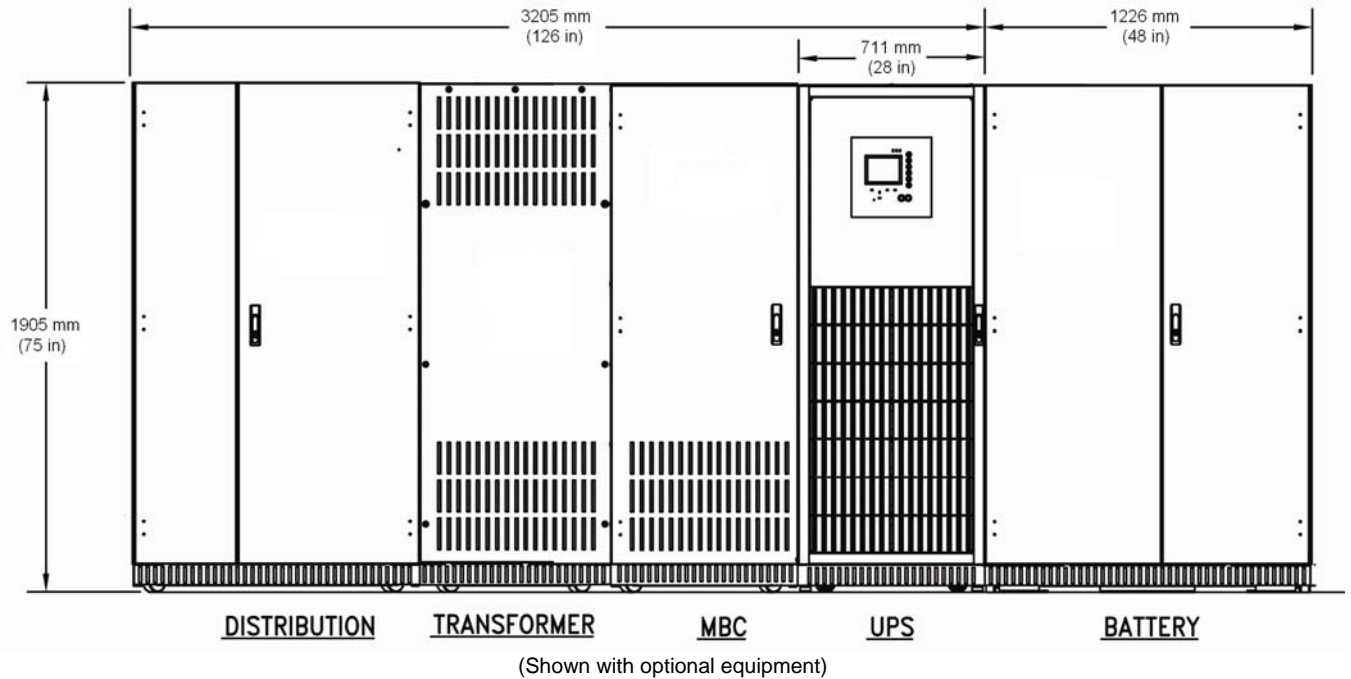 3205 mm
(126 in)
1226 mm
(48 in)
711 mm
(28 in)
1905 mm
(75 in)
DISTRIBUTION
TRANSFORMER
MBC
UPS
BATTERY
(Shown with optional equipment)